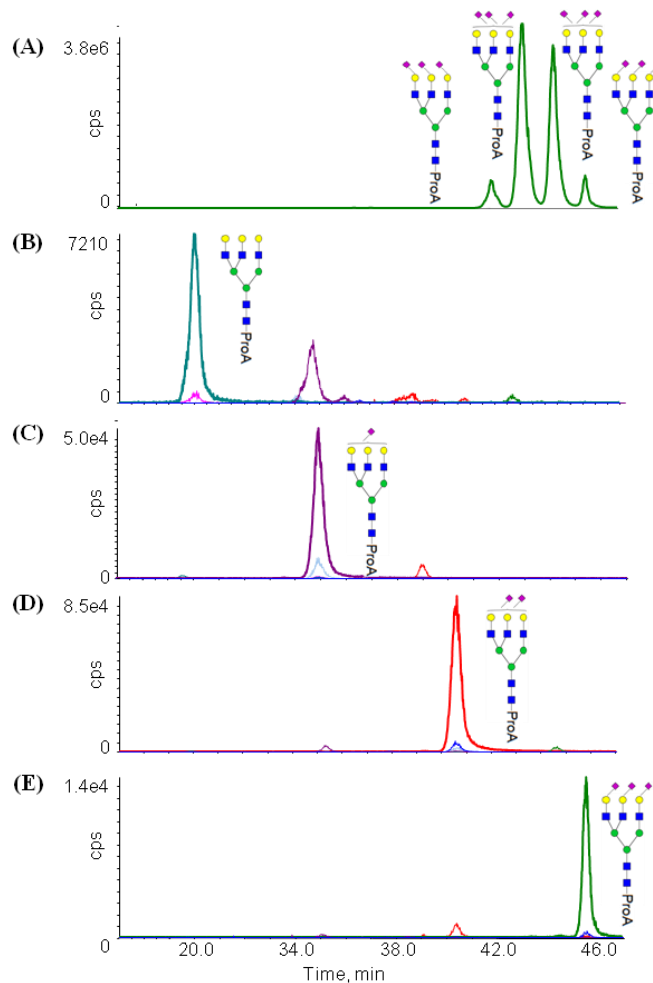 (A)
3.8e6
cps
0
ProA
ProA
ProA
ProA
(B)
7210
cps
0
ProA
(C)
5.0e4
cps
0
ProA
(D)
8.5e4
cps
0
ProA
(E)
1.4e4
cps
0
ProA
20.0 34.0 38.0 42.0 46.0
Time, min